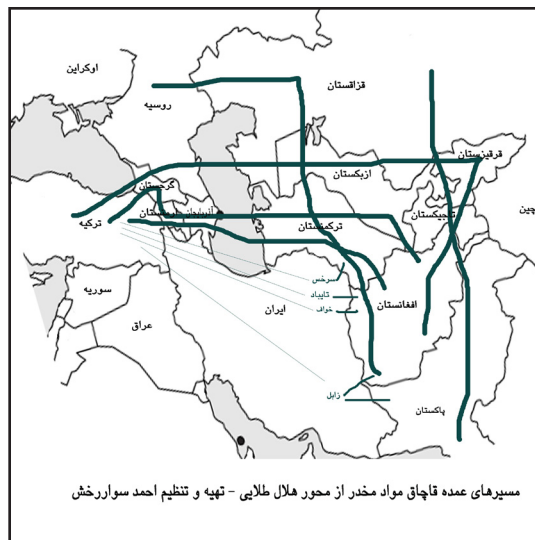 اوکراین
روسیه
قزاقستان
قرقیزستان
ازبکستان
گرجستان
چین
تاجیکستان
آذربایجان
ارمنستان
ترکمنستان
ترکیه
سرخس
سوریه
تایباد
افغانستان
ایران
خواف
عراق
زابل
پاکستان
مسیرهای عمده قاچاق مواد مخدر از محور هلال طلایی - تهیه و تنظیم احمد سواررخش